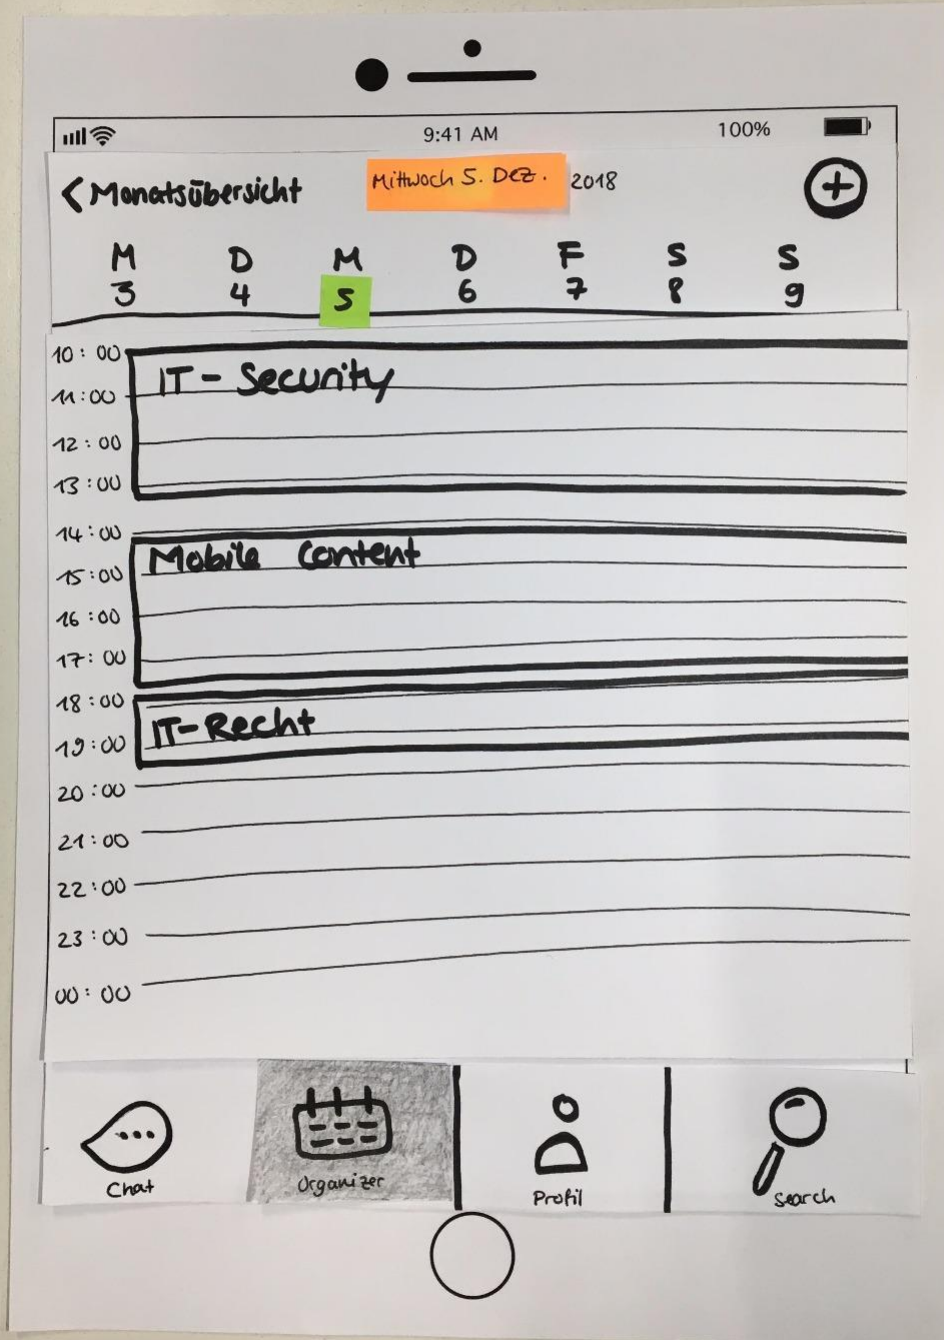 9:41 AM 100%
< Monatsübersicht Mittwoch 5. Dez. 2018 +
M D M D F S S
3 4 5 6 7 8 9
10:00
IT-Security
11:00
12:00
13:00
14:00
Mobile Content
15:00
16:00
17:00
18:00
IT-Recht
19:00
20:00
21:00
22:00
23:00
00:00
Chat Organizer Profil Search